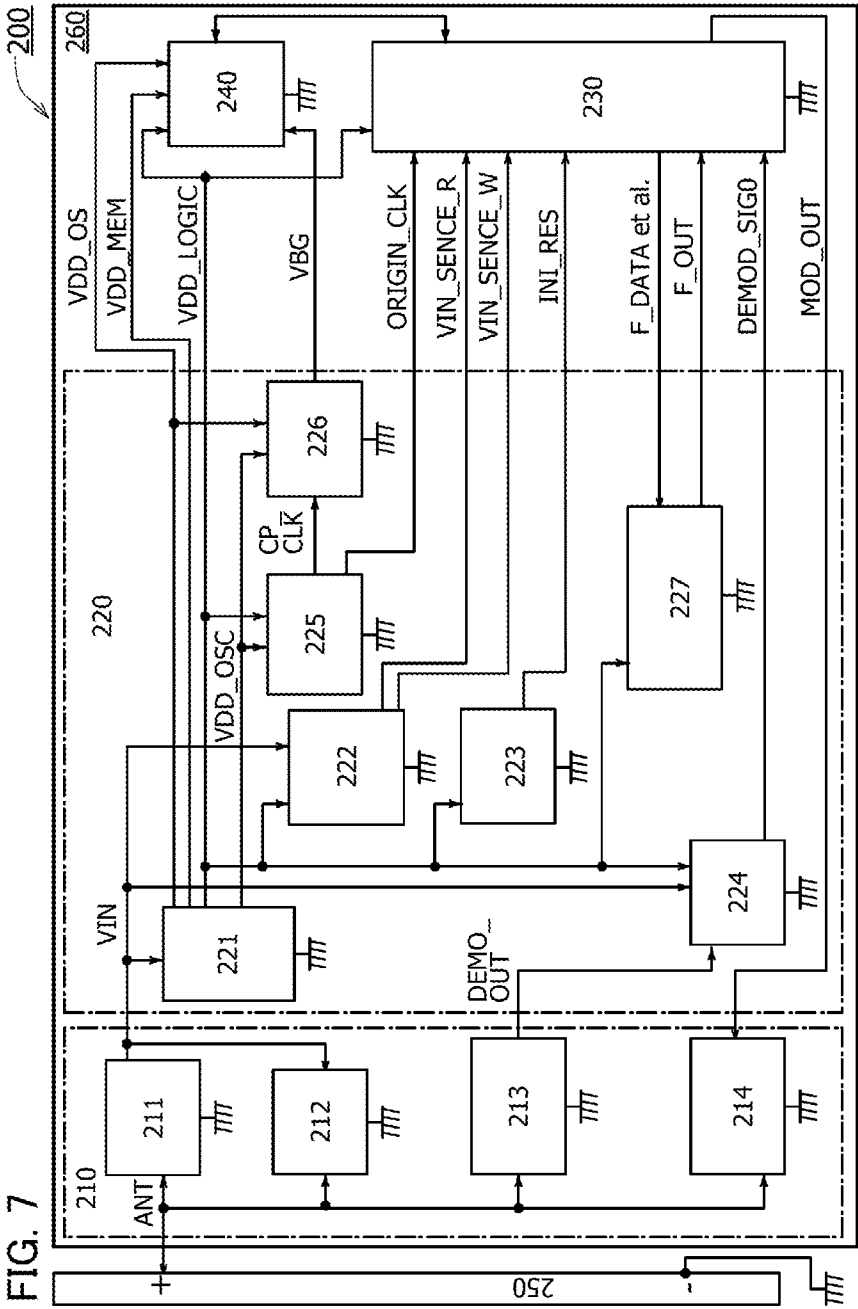 FIG. 7
200
260
VDD_OS
VDD_MEM
VDD_LOGIC
VBG
240
230
220
VIN
221
VDD_OSC
CP_
CLK
225
226
ORIGIN_CLK
VIN_SENCE_R
VIN_SENCE_W
222
INI_RES
223
227
F_DATA et al.
F_OUT
224
DEMOD_SIG0
MOD_OUT
DEMO_
OUT
210
ANT
211
212
213
214
+
250
-